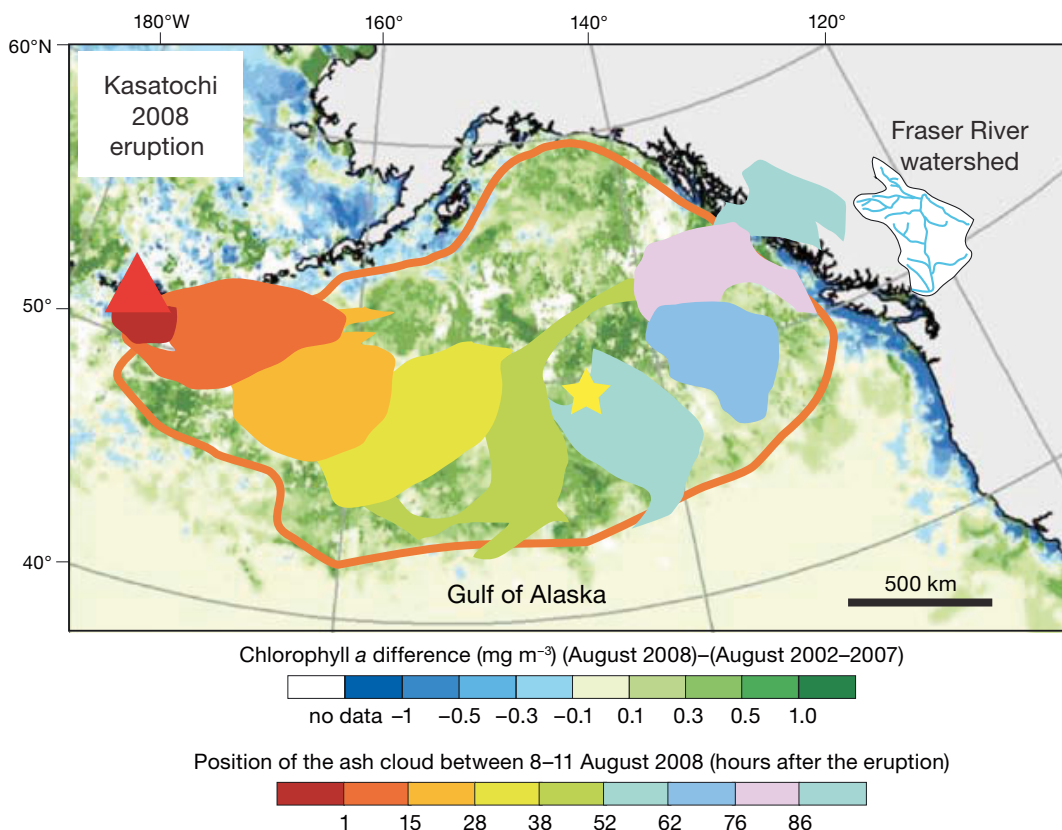 180°W 160° 140° 120°
60°N
Kasatochi
2008
eruption
Fraser River
watershed
50°
40°
500 km
Gulf of Alaska
Chlorophyll a difference (mg m⁻³) (August 2008)–(August 2002–2007)
no data –1 –0.5 –0.3 –0.1 0.1 0.3 0.5 1.0
Position of the ash cloud between 8–11 August 2008 (hours after the eruption)
1 15 28 38 52 62 76 86